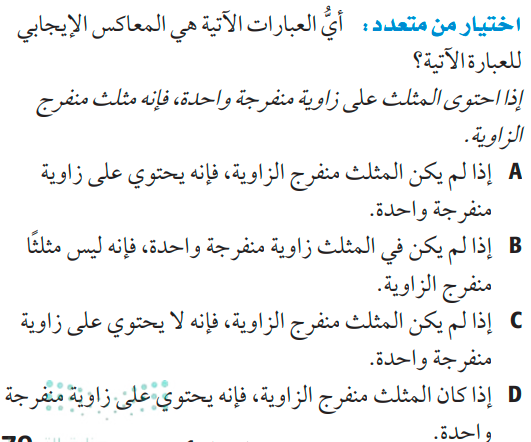 اختيار من متعدد: أيُّ العبارات الآتية هي المعاكس الإيجابي
للعبارة الآتية؟
إذا احتوى المثلث على زاوية منفرجة واحدة، فإنه مثلث منفرج
الزاوية.
A إذا لم يكن المثلث منفرج الزاوية، فإنه يحتوي على زاوية
منفرجة واحدة.
B إذا لم يكن في المثلث زاوية منفرجة واحدة، فإنه ليس مثلثًا
منفرج الزاوية.
C إذا لم يكن المثلث منفرج الزاوية، فإنه لا يحتوي على زاوية
منفرجة واحدة.
D إذا كان المثلث منفرج الزاوية، فإنه يحتوي على زاوية منفرجة
واحدة.